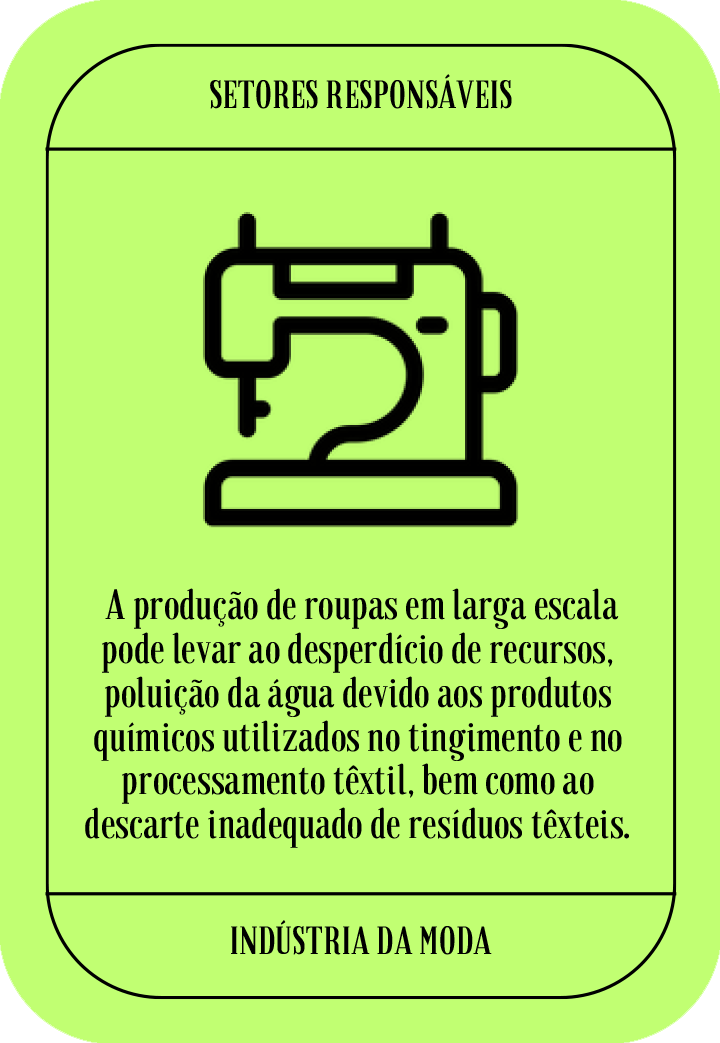 SETORES RESPONSÁVEIS
A produção de roupas em larga escala
pode levar ao desperdício de recursos,
poluição da água devido aos produtos
químicos utilizados no tingimento e no
processamento têxtil, bem como ao
descarte inadequado de resíduos têxteis.
INDÚSTRIA DA MODA